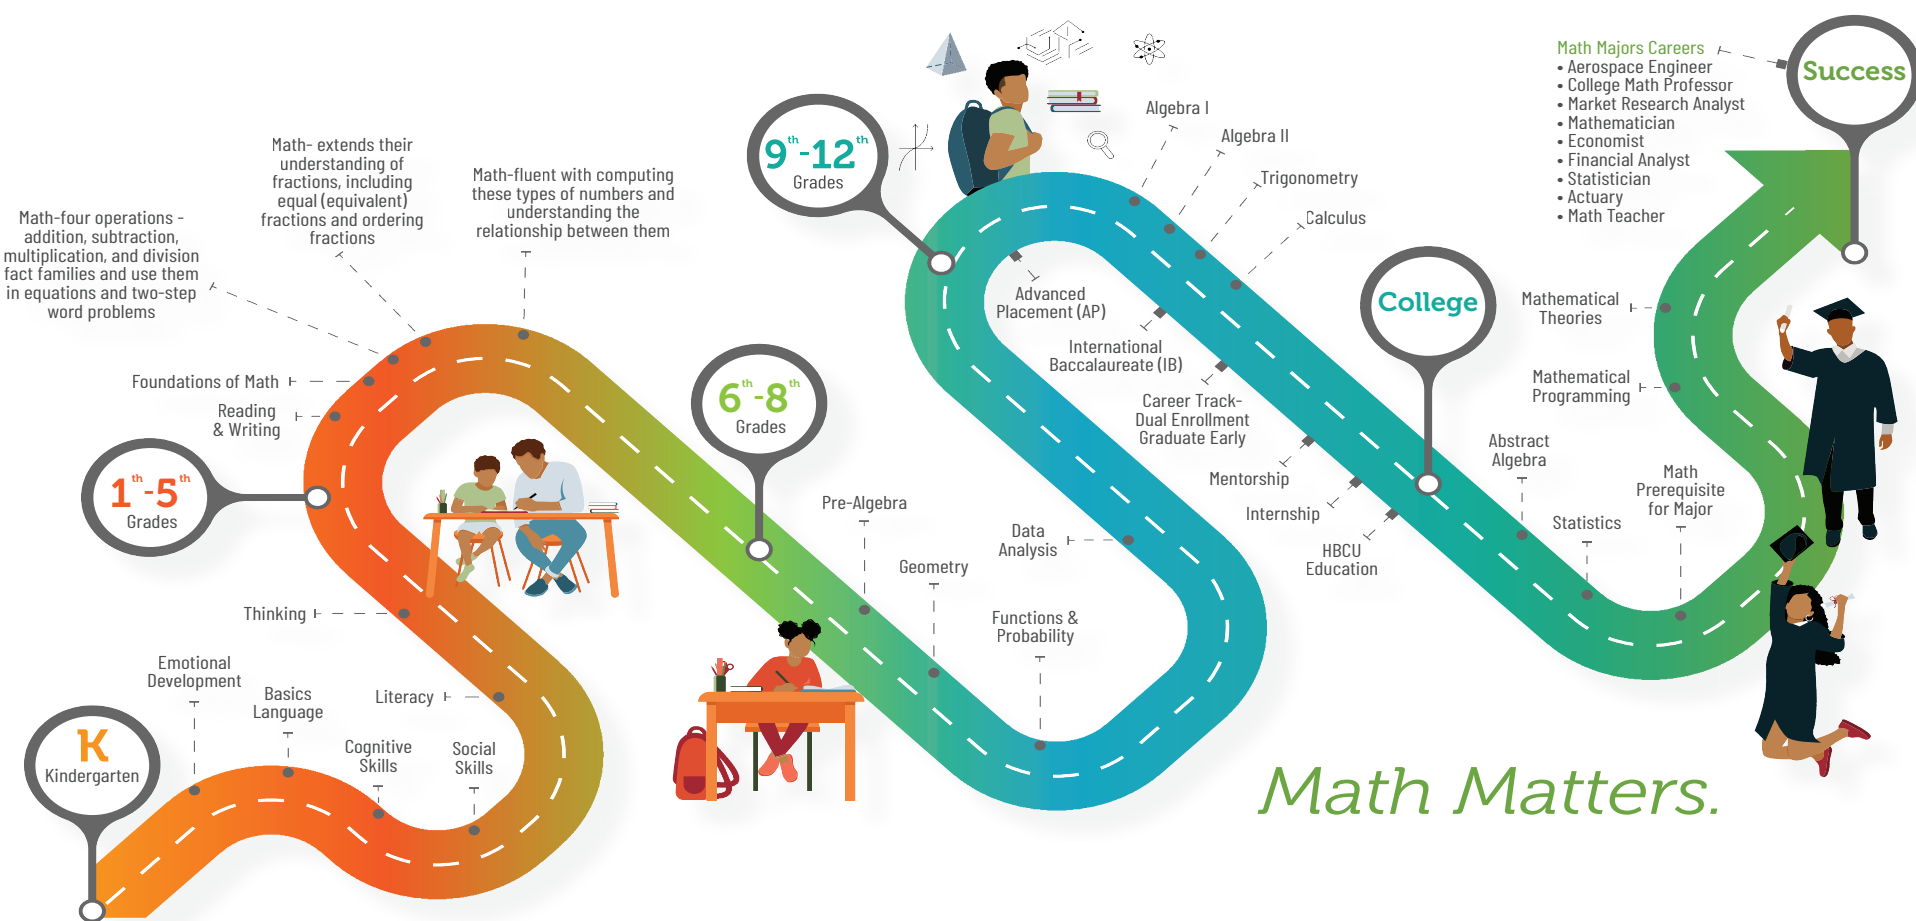 K
Kindergarten
Emotional
Development
Basics
Language
Cognitive
Skills
Social
Skills
Literacy
Thinking
1th-5th
Grades
Reading
& Writing
Foundations of Math
Math-four operations -
addition, subtraction,
multiplication, and division
fact families and use them
in equations and two-step
word problems
Math- extends their
understanding of
fractions, including
equal (equivalent)
fractions and ordering
fractions
Math-fluent with computing
these types of numbers and
understanding the
relationship between them
6th-8th
Grades
Pre-Algebra
Geometry
Functions &
Probability
Data
Analysis
9th-12th
Grades
Advanced
Placement (AP)
International
Baccalaureate (IB)
Career Track-
Dual Enrollment
Graduate Early
Mentorship
Internship
HBCU
Education
Algebra I
Algebra II
Trigonometry
Calculus
College
Abstract
Algebra
Statistics
Math
Prerequisite
for Major
Mathematical
Programming
Mathematical
Theories
Success
Math Majors Careers
• Aerospace Engineer
• College Math Professor
• Market Research Analyst
• Mathematician
• Economist
• Financial Analyst
• Statistician
• Actuary
• Math Teacher
Math Matters.